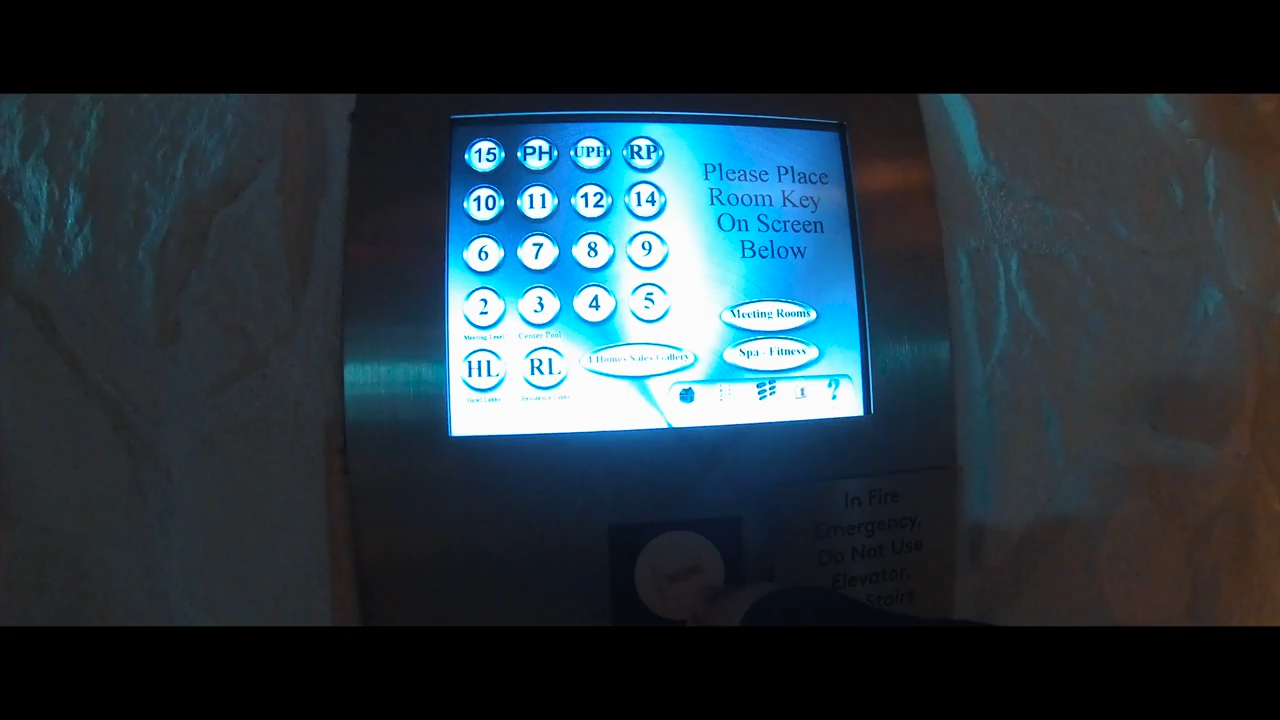 15 PH UPH RP
10 11 12 14
6 7 8 9
2 3 4 5
Meeting Level Center Pool
HL RL
Hotel Lobby Residence Lobby
1 Homes Sales Gallery
Please Place
Room Key
On Screen
Below
Meeting Rooms
Spa - Fitness
?
In Fire
Emergency,
Do Not Use
Elevator.
Stairs